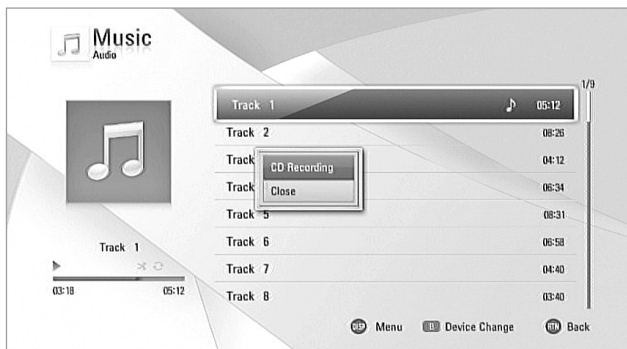 Music
Audio
1/9
Track 1 05:12
Track 2 08:26
Track 04:12
Track 06:34
CD Recording
Close
Track 5 08:31
Track 6 06:58
Track 7 04:40
Track 8 03:40
Track 1
03:18 05:12
DISP Menu B Device Change RTN Back